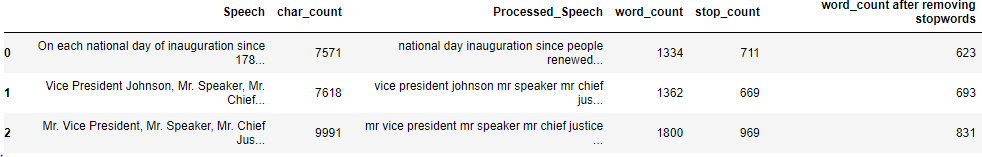 Speech char_count Processed_Speech word_count stop_count word_count after removing
stopwords
0 On each national day of inauguration since 7571 national day inauguration since people 1334 711 623
178... renewed...
1 Vice President Johnson, Mr. Speaker, Mr. 7618 vice president johnson mr speaker mr chief 1362 669 693
Chief... jus...
2 Mr. Vice President, Mr. Speaker, Mr. Chief 9991 mr vice president mr speaker mr chief justice 1800 969 831
Jus... ...